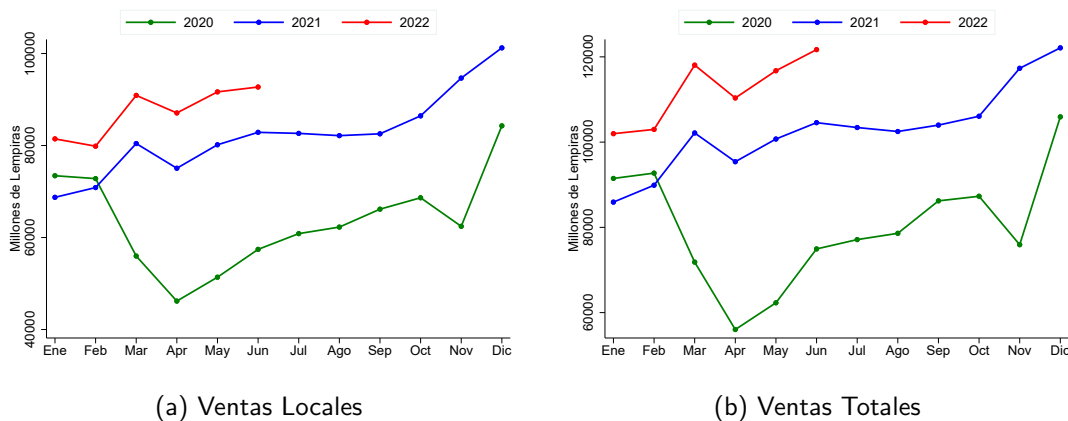 2020 2021 2022
Millones de Lempiras
100000
80000
60000
40000
Ene Feb Mar Apr May Jun Jul Ago Sep Oct Nov Dic
(a) Ventas Locales
2020 2021 2022
Millones de Lempiras
120000
100000
80000
60000
Ene Feb Mar Apr May Jun Jul Ago Sep Oct Nov Dic
(b) Ventas Totales